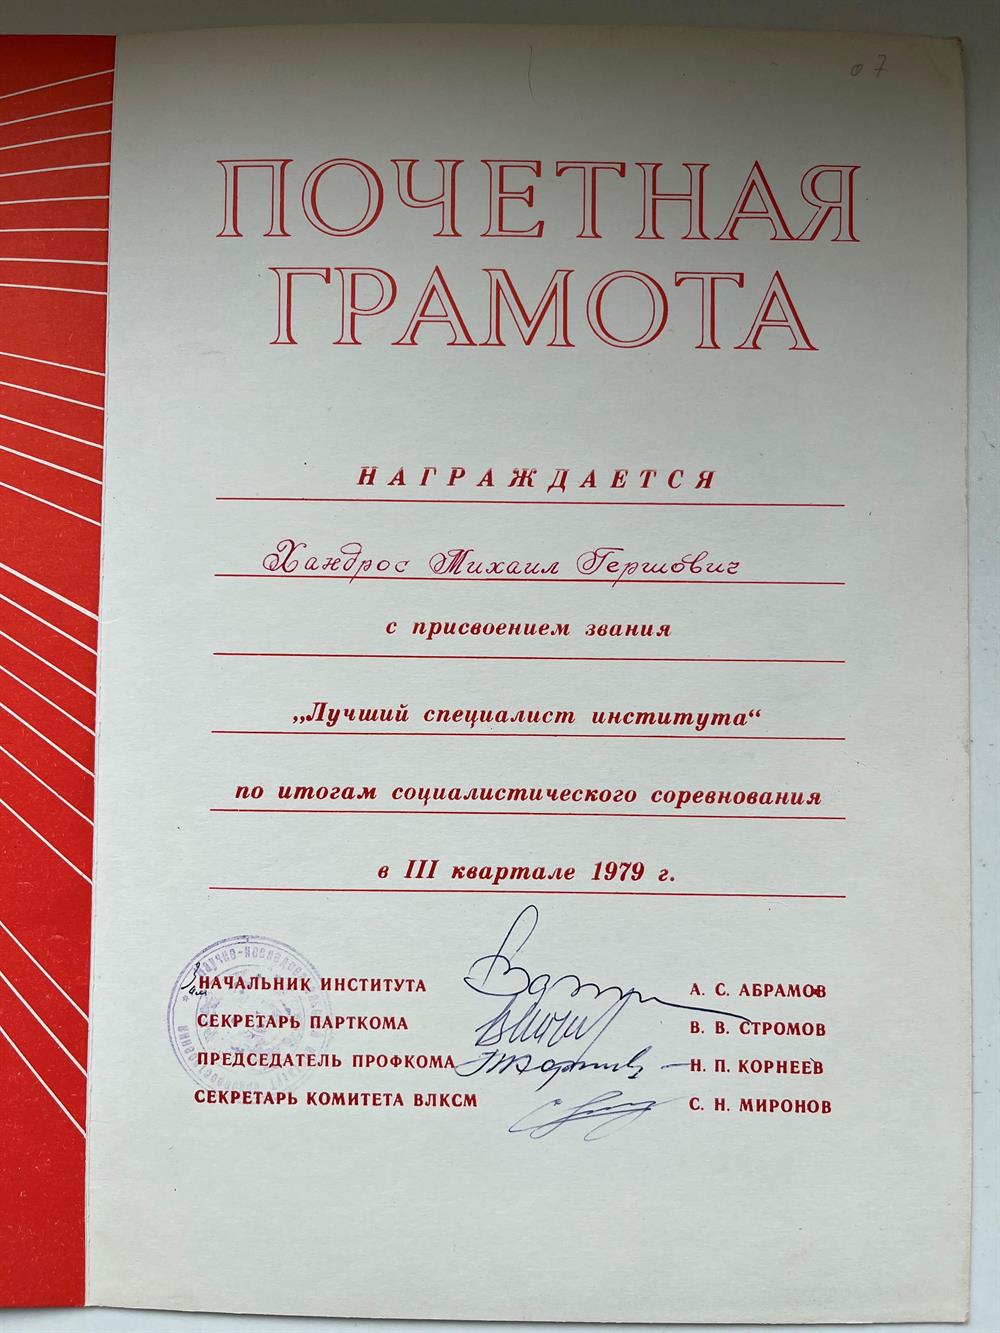 07
ПОЧЕТНАЯ
ГРАМОТА
НАГРАЖДАЕТСЯ
Хандрос Михаил Гершович
с присвоением звания
„Лучший специалист института“
по итогам социалистического соревнования
в III квартале 1979 г.
Зам НАЧАЛЬНИК ИНСТИТУТА А. С. АБРАМОВ
СЕКРЕТАРЬ ПАРТКОМА В. В. СТРОМОВ
ПРЕДСЕДАТЕЛЬ ПРОФКОМА Н. П. КОРНЕЕВ
СЕКРЕТАРЬ КОМИТЕТА ВЛКСМ С. Н. МИРОНОВ